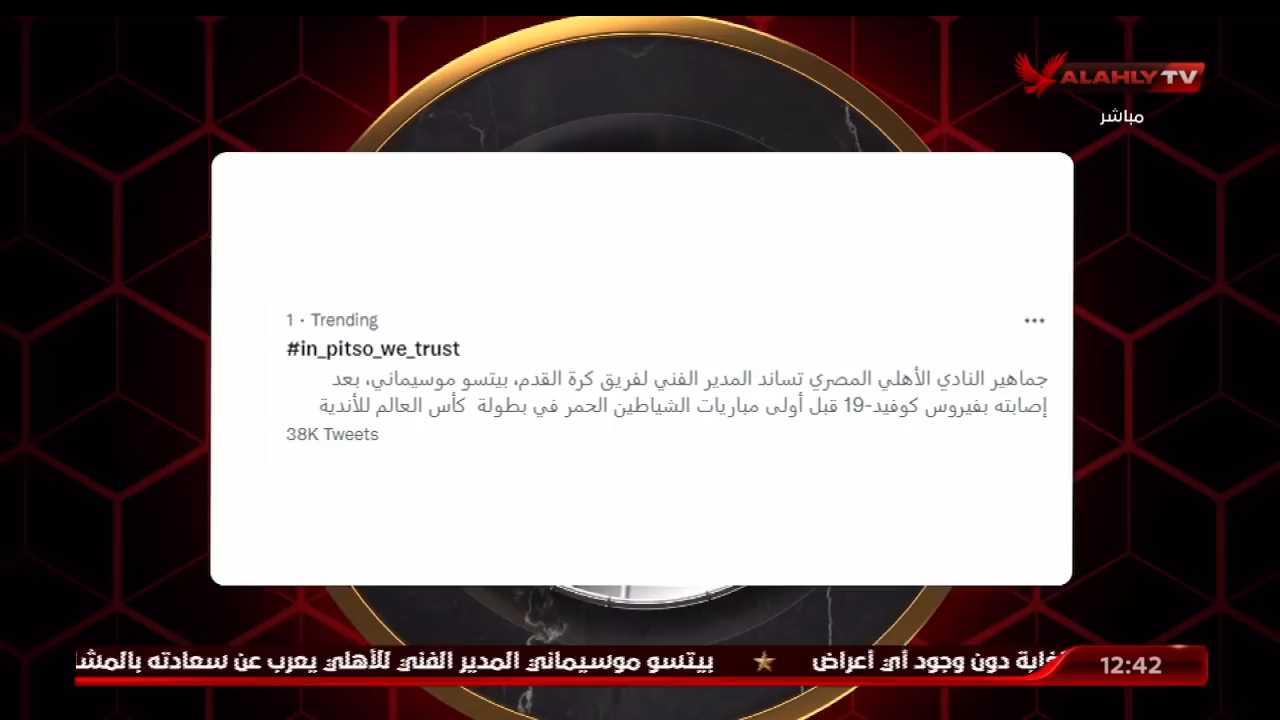 ALAHLY TV
مباشر
1 · Trending
#in_pitso_we_trust
جماهير النادي الأهلي المصري تساند المدير الفني لفريق كرة القدم، بيتسو موسيماني، بعد
إصابته بفيروس كوفيد-19 قبل أولى مباريات الشياطين الحمر في بطولة كأس العالم للأندية
38K Tweets
دون وجود أي أعراض ★ بيتسو موسيماني المدير الفني للأهلي يعرب عن سعادته
12:42